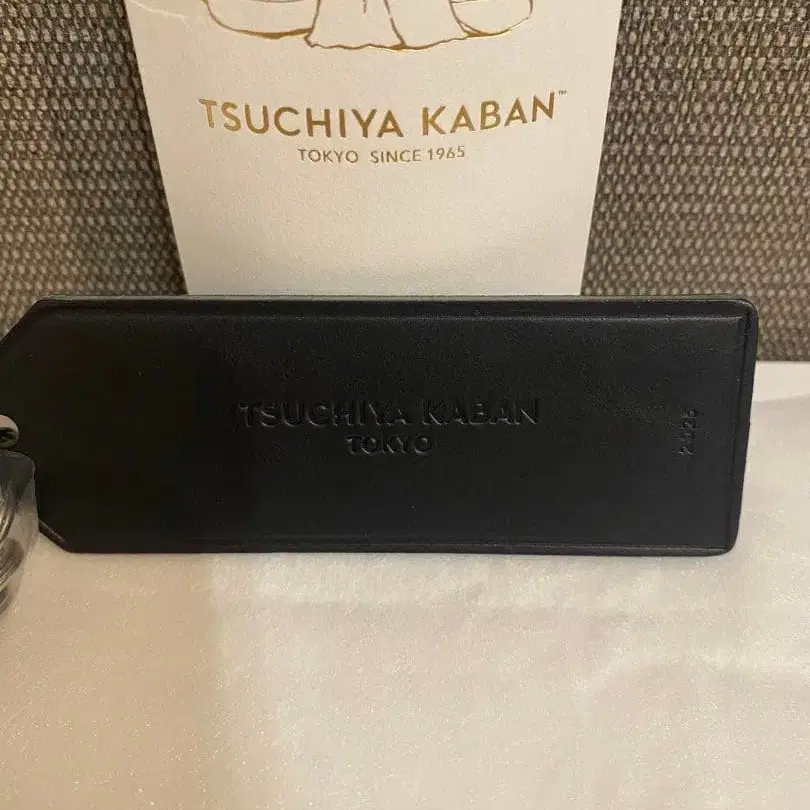 TSUCHIYA KABAN™
TOKYO SINCE 1965
TSUCHIYA KABAN
TOKYO